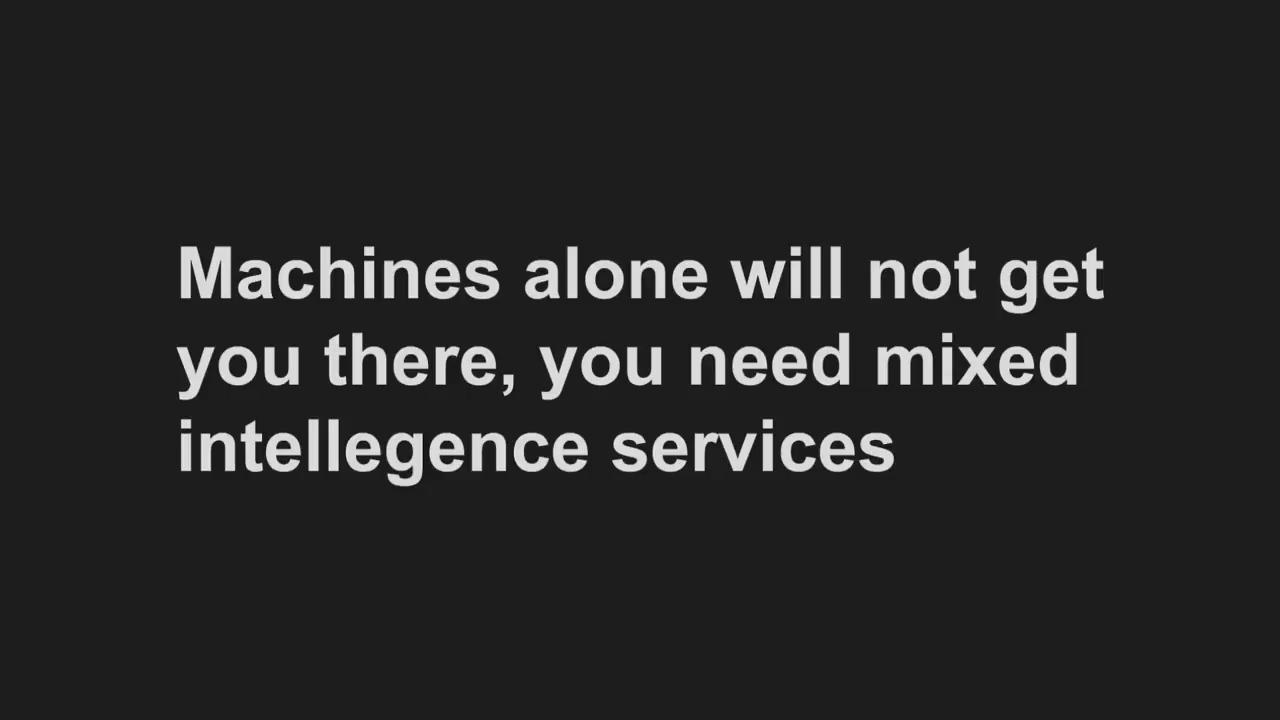 Machines alone will not get
you there, you need mixed
intellegence services